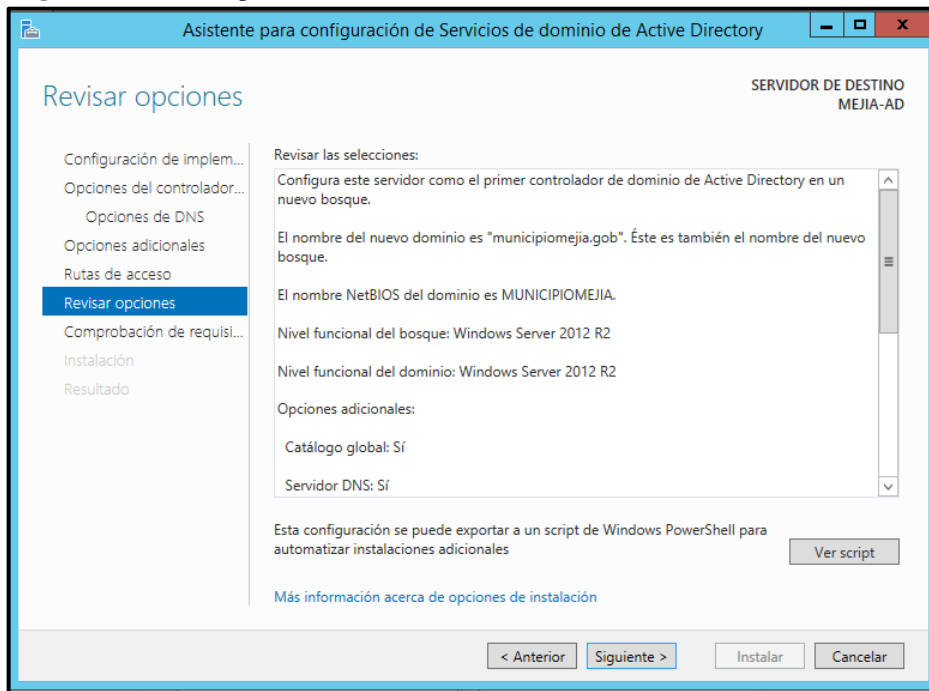 Asistente para configuración de Servicios de dominio de Active Directory
Revisar opciones
SERVIDOR DE DESTINO
MEJIA-AD
Configuración de implem...
Opciones del controlador...
Opciones de DNS
Opciones adicionales
Rutas de acceso
Revisar opciones
Comprobación de requisi...
Instalación
Resultado
Revisar las selecciones:
Configura este servidor como el primer controlador de dominio de Active Directory en un
nuevo bosque.
El nombre del nuevo dominio es "municipiomejia.gob". Éste es también el nombre del nuevo
bosque.
El nombre NetBIOS del dominio es MUNICIPIOMEJIA.
Nivel funcional del bosque: Windows Server 2012 R2
Nivel funcional del dominio: Windows Server 2012 R2
Opciones adicionales:
Catálogo global: Sí
Servidor DNS: Sí
Esta configuración se puede exportar a un script de Windows PowerShell para
automatizar instalaciones adicionales
Ver script
Más información acerca de opciones de instalación
< Anterior
Siguiente >
Instalar
Cancelar